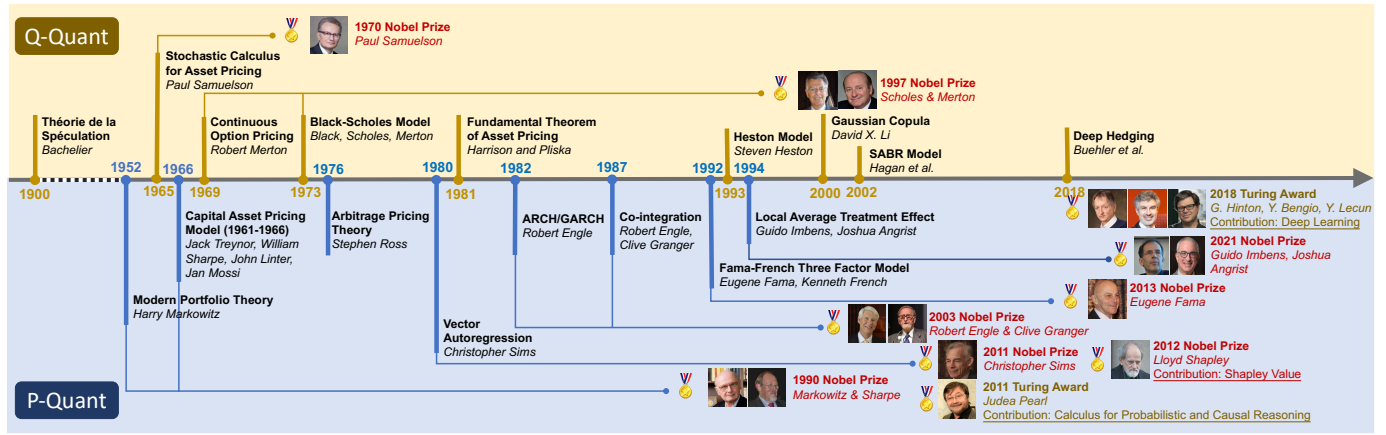 Q-Quant
1970 Nobel Prize
Paul Samuelson
Stochastic Calculus
for Asset Pricing
Paul Samuelson
1997 Nobel Prize
Scholes & Merton
Théorie de la
Spéculation
Bachelier
Continuous
Option Pricing
Robert Merton
Black-Scholes Model
Black, Scholes, Merton
Fundamental Theorem
of Asset Pricing
Harrison and Pliska
Heston Model
Steven Heston
Gaussian Copula
David X. Li
SABR Model
Hagan et al.
Deep Hedging
Buehler et al.
1952
1966
1976
1980
1982
1987
1992
1994
1900
1965
1969
1973
1981
1993
2000
2002
2018
Capital Asset Pricing
Model (1961-1966)
Jack Treynor, William
Sharpe, John Linter,
Jan Mossi
Arbitrage Pricing
Theory
Stephen Ross
ARCH/GARCH
Robert Engle
Co-integration
Robert Engle,
Clive Granger
Local Average Treatment Effect
Guido Imbens, Joshua Angrist
2018 Turing Award
G. Hinton, Y. Bengio, Y. Lecun
Contribution: Deep Learning
2021 Nobel Prize
Guido Imbens, Joshua
Angrist
Fama-French Three Factor Model
Eugene Fama, Kenneth French
2013 Nobel Prize
Eugene Fama
Modern Portfolio Theory
Harry Markowitz
Vector
Autoregression
Christopher Sims
2003 Nobel Prize
Robert Engle & Clive Granger
2011 Nobel Prize
Christopher Sims
2012 Nobel Prize
Lloyd Shapley
Contribution: Shapley Value
P-Quant
1990 Nobel Prize
Markowitz & Sharpe
2011 Turing Award
Judea Pearl
Contribution: Calculus for Probabilistic and Causal Reasoning